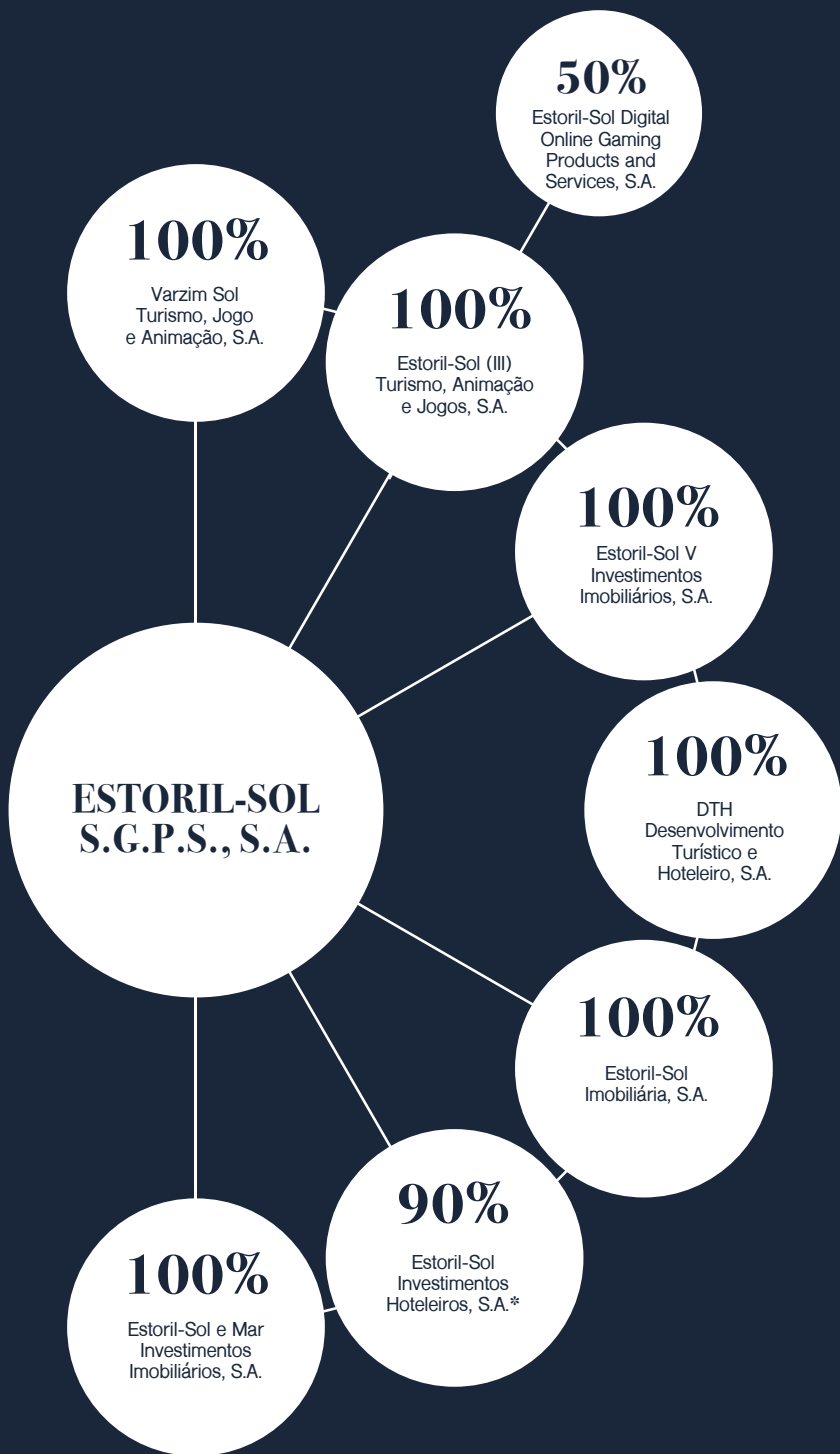 50%
Estoril-Sol Digital
Online Gaming
Products and
Services, S.A.
100%
Varzim Sol
Turismo, Jogo
e Animação, S.A.
100%
Estoril-Sol (III)
Turismo, Animação
e Jogos, S.A.
100%
Estoril-Sol V
Investimentos
Imobiliários, S.A.
100%
DTH
Desenvolvimento
Turístico e
Hoteleiro, S.A.
ESTORIL-SOL
S.G.P.S., S.A.
100%
Estoril-Sol
Imobiliária, S.A.
90%
Estoril-Sol
Investimentos
Hoteleiros, S.A.*
100%
Estoril-Sol e Mar
Investimentos
Imobiliários, S.A.